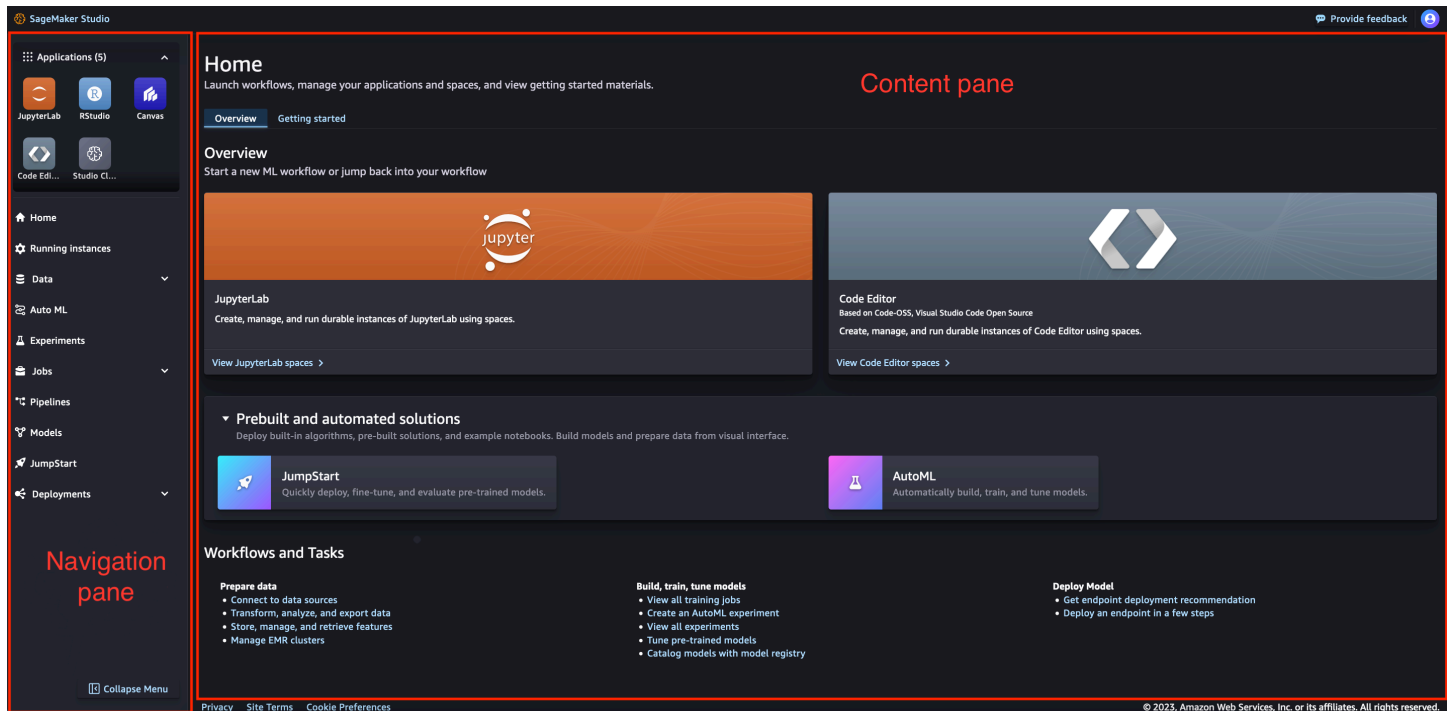 SageMaker Studio
Provide feedback
Applications (5)
JupyterLab
RStudio
Canvas
Code Edi...
Studio Cl...
Home
Running instances
Data
Auto ML
Experiments
Jobs
Pipelines
Models
JumpStart
Deployments
Navigation
pane
Collapse Menu
Home
Launch workflows, manage your applications and spaces, and view getting started materials.
Content pane
Overview
Getting started
Overview
Start a new ML workflow or jump back into your workflow
jupyter
JupyterLab
Create, manage, and run durable instances of JupyterLab using spaces.
View JupyterLab spaces
Code Editor
Based on Code-OSS, Visual Studio Code Open Source
Create, manage, and run durable instances of Code Editor using spaces.
View Code Editor spaces
Prebuilt and automated solutions
Deploy built-in algorithms, pre-built solutions, and example notebooks. Build models and prepare data from visual interface.
JumpStart
Quickly deploy, fine-tune, and evaluate pre-trained models.
AutoML
Automatically build, train, and tune models.
Workflows and Tasks
Prepare data
• Connect to data sources
• Transform, analyze, and export data
• Store, manage, and retrieve features
• Manage EMR clusters
Build, train, tune models
• View all training jobs
• Create an AutoML experiment
• View all experiments
• Tune pre-trained models
• Catalog models with model registry
Deploy Model
• Get endpoint deployment recommendation
• Deploy an endpoint in a few steps
Privacy
Site Terms
Cookie Preferences
© 2023, Amazon Web Services, Inc. or its affiliates. All rights reserved.